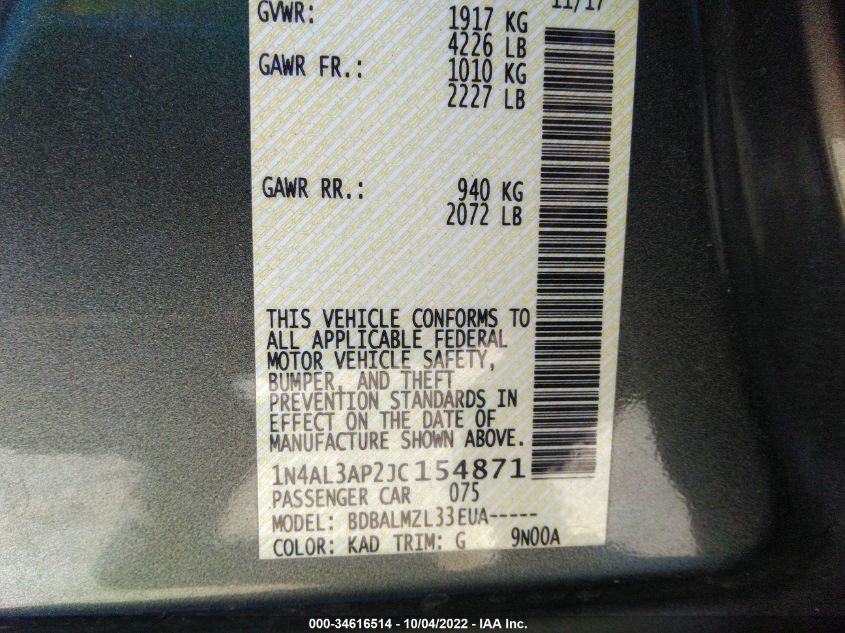 11/17
GVWR: 1917 KG
4226 LB
GAWR FR.: 1010 KG
2227 LB
GAWR RR.: 940 KG
2072 LB
THIS VEHICLE CONFORMS TO
ALL APPLICABLE FEDERAL
MOTOR VEHICLE SAFETY,
BUMPER, AND THEFT
PREVENTION STANDARDS IN
EFFECT ON THE DATE OF
MANUFACTURE SHOWN ABOVE.
1N4AL3AP2JC154871
PASSENGER CAR 075
MODEL: BDBALMZL33EUA-----
COLOR: KAD TRIM: G 9N00A
000-34616514 - 10/04/2022 - IAA Inc.